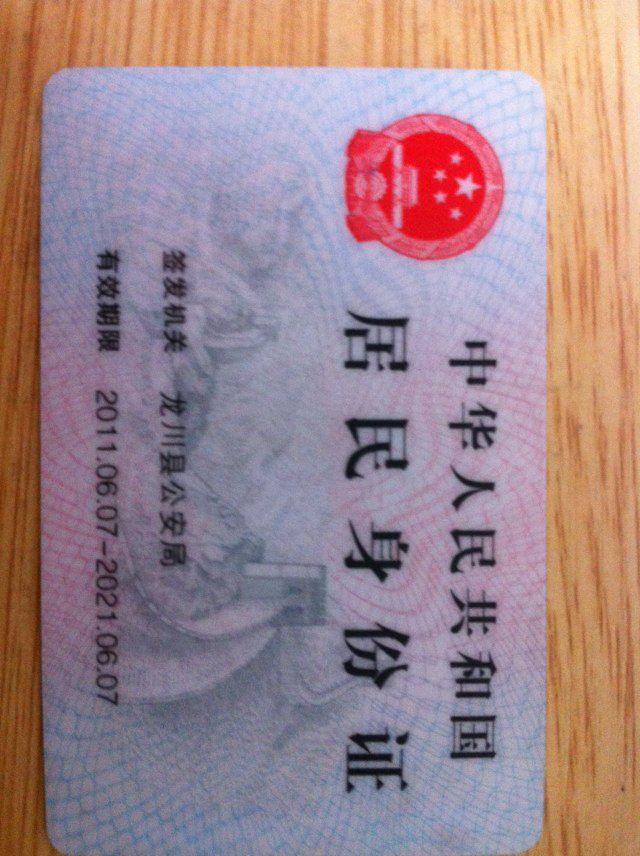 中华人民共和国
居民身份证
签发机关 龙川县公安局
有效期限 2011.06.07-2021.06.07